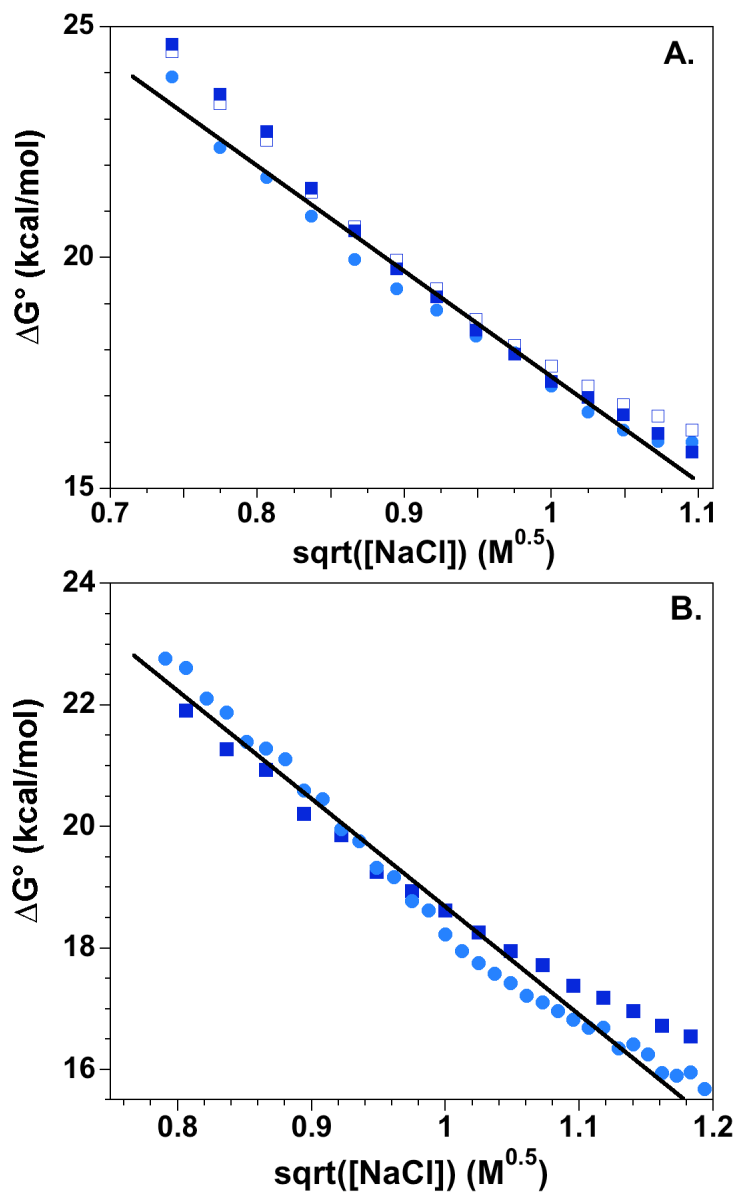 25
A.
20
ΔG° (kcal/mol)
15
0.7 0.8 0.9 1 1.1
sqrt([NaCl]) (M^0.5)
24
B.
22
20
ΔG° (kcal/mol)
18
16
0.8 0.9 1 1.1 1.2
sqrt([NaCl]) (M^0.5)